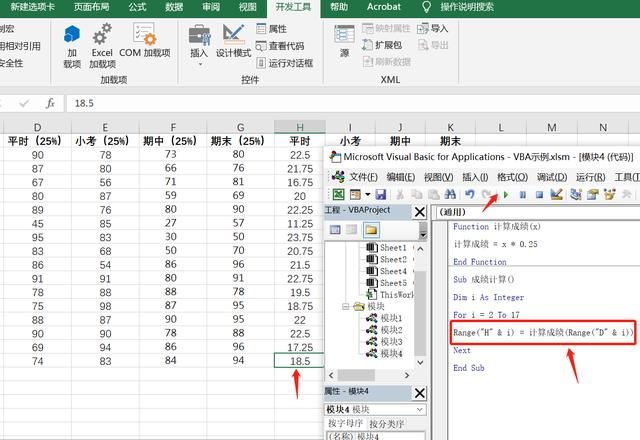 新建选项卡 页面布局 公式 数据 审阅 视图 开发工具 帮助 Acrobat 操作说明搜索
制宏
用相对引用
安全性
加载项
Excel 加载项
COM 加载项
加载项
插入
设计模式
属性
查看代码
运行对话框
控件
源
映射属性
扩展包
刷新数据
导入
导出
XML
fx 18.5
D E F G H I J K L M N
平时 (25%) 小考 (25%) 期中 (25%) 期末 (25%) 平时 小考 期中 期末
90 78 73 80 22.5
87 80 66 76 21.75
67 56 71 81 16.75
80 87 59 69 20
89 76 80 90 22.25
45 85 27 57 11.25
95 83 30 50 23.75
83 68 50 70 20.75
86 54 86 96 21.5
91 91 80 91 22.75
78 88 88 78 19.5
75 98 87 95 18.75
88 87 90 95 22
90 90 78 88 22.5
69 94 86 96 17.25
74 83 84 94 18.5
Microsoft Visual Basic for Applications - VBA示例.xlsm - [模块4 (代码)]
文件(F) 编辑(E) 视图(V) 插入(I) 格式(O) 调试(D) 运行(R) 工具(T)
工程 - VBAProject
Sheet1
Sheet2
Sheet4
Sheet5
ThisWork
模块
模块1
模块2
模块3
模块4
属性 - 模块4
模块4 模块
按字母序 按分类序
(名称) 模块4
(通用)
Function 计算成绩(x)
计算成绩 = x * 0.25
End Function
Sub 成绩计算()
Dim i As Integer
For i = 2 To 17
Range("H" & i) = 计算成绩(Range("D" & i))
Next
End Sub